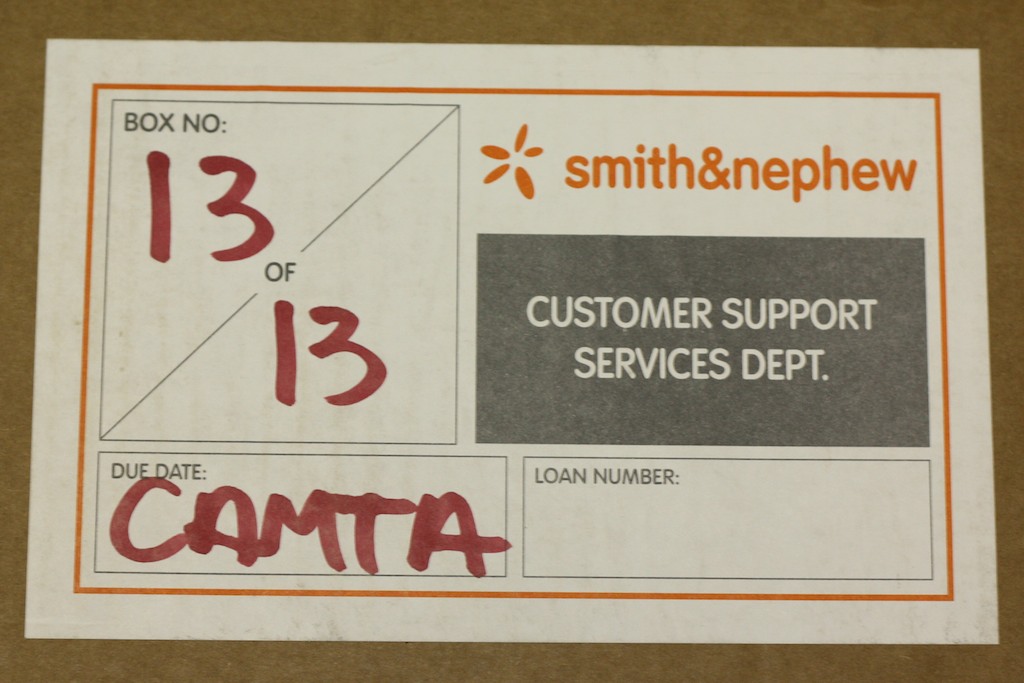 BOX NO:
13
OF
13
smith&nephew
CUSTOMER SUPPORT
SERVICES DEPT.
DUE DATE:
CAMTA
LOAN NUMBER: